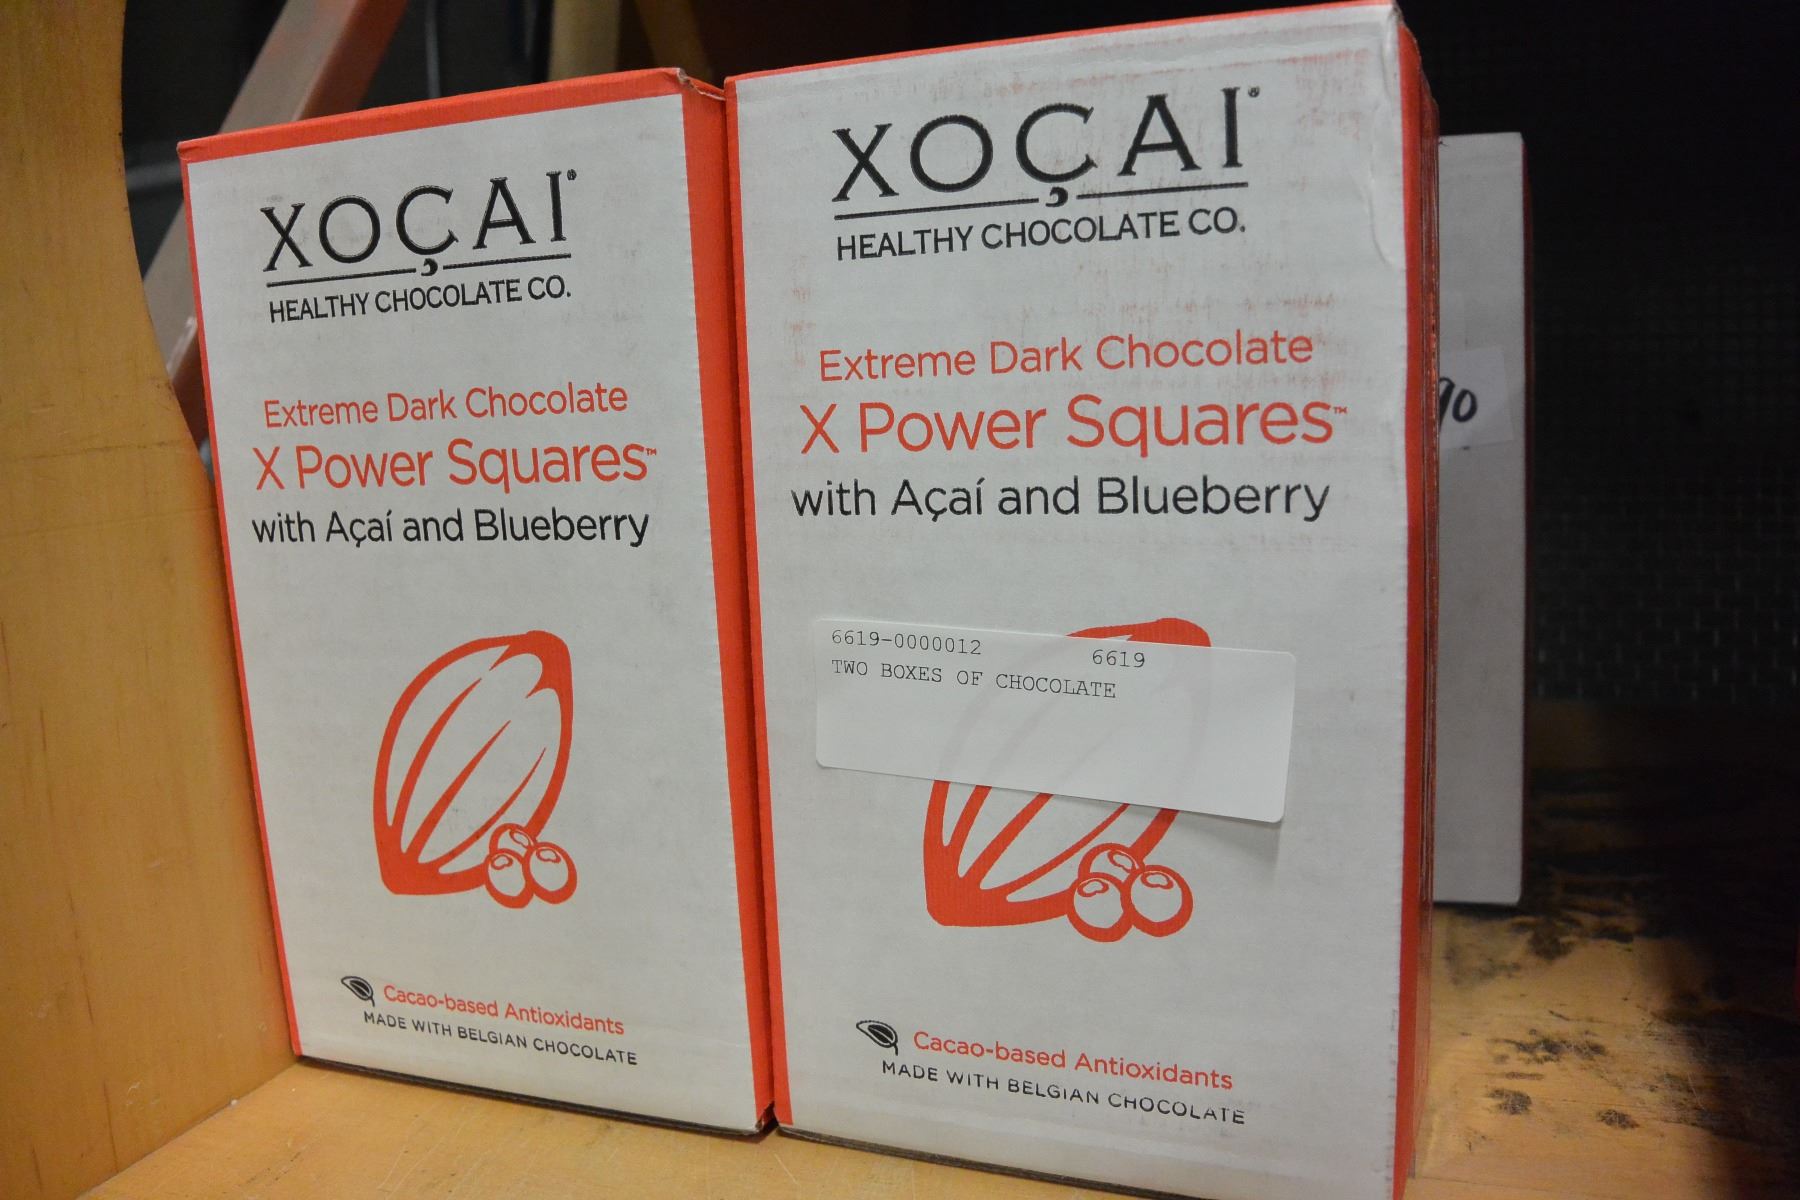 XOÇAI®
HEALTHY CHOCOLATE CO.
Extreme Dark Chocolate
X Power Squares™
with Açaí and Blueberry
Cacao-based Antioxidants
MADE WITH BELGIAN CHOCOLATE
XOÇAI®
HEALTHY CHOCOLATE CO.
Extreme Dark Chocolate
X Power Squares™
with Açaí and Blueberry
6619-0000012 6619
TWO BOXES OF CHOCOLATE
Cacao-based Antioxidants
MADE WITH BELGIAN CHOCOLATE